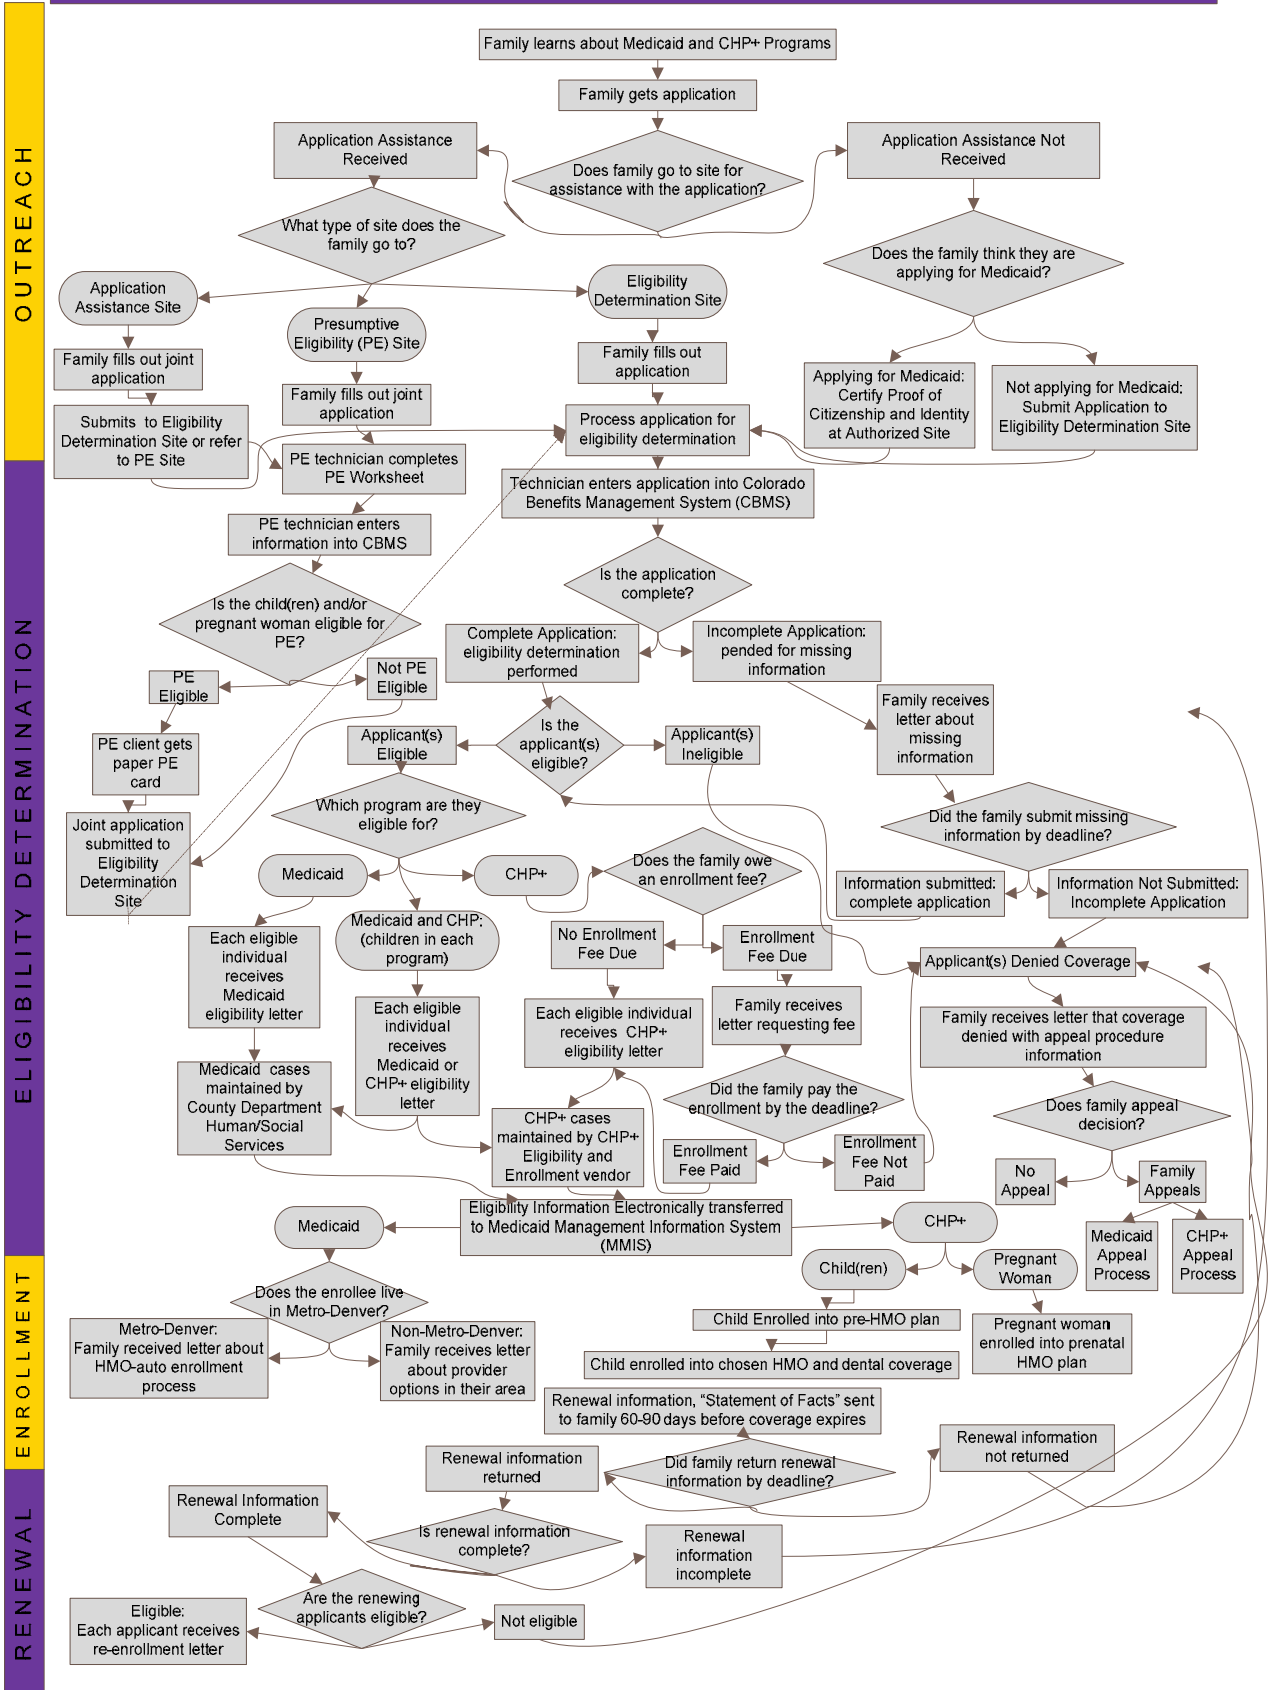 OUTREACH
Family learns about Medicaid and CHP+ Programs
Family gets application
Application Assistance
Received
Does family go to site for
assistance with the application?
Application Assistance Not
Received
What type of site does the
family go to?
Does the family think they are
applying for Medicaid?
Application
Assistance Site
Presumptive
Eligibility (PE) Site
Eligibility
Determination Site
Family fills out joint
application
Family fills out joint
application
Family fills out
application
Applying for Medicaid:
Certify Proof of
Citizenship and Identity
at Authorized Site
Not applying for Medicaid:
Submit Application to
Eligibility Determination Site
Submits to Eligibility
Determination Site or refer
to PE Site
Process application for
eligibility determination
ELIGIBILITY DETERMINATION
PE technician completes
PE Worksheet
Technician enters application into Colorado
Benefits Management System (CBMS)
PE technician enters
information into CBMS
Is the application
complete?
Is the child(ren) and/or
pregnant woman eligible for
PE?
Complete Application:
eligibility determination
performed
Incomplete Application:
pended for missing
information
PE
Eligible
Not PE
Eligible
Family receives
letter about
missing
information
PE client gets
paper PE
card
Applicant(s)
Eligible
Is the
applicant(s)
eligible?
Applicant(s)
Ineligible
Which program are they
eligible for?
Did the family submit missing
information by deadline?
Joint application
submitted to
Eligibility
Determination
Site
Medicaid
CHP+
Does the family owe
an enrollment fee?
Information submitted:
complete application
Information Not Submitted:
Incomplete Application
Medicaid and CHP:
(children in each
program)
Each eligible
individual
receives
Medicaid
eligibility letter
No Enrollment
Fee Due
Enrollment
Fee Due
Applicant(s) Denied Coverage
Each eligible
individual
receives
Medicaid or
CHP+ eligibility
letter
Each eligible individual
receives CHP+
eligibility letter
Family receives
letter requesting fee
Family receives letter that coverage
denied with appeal procedure
information
Medicaid cases
maintained by
County Department
Human/Social
Services
Did the family pay the
enrollment by the deadline?
Does family appeal
decision?
CHP+ cases
maintained by CHP+
Eligibility and
Enrollment vendor
Enrollment
Fee Paid
Enrollment
Fee Not
Paid
No
Appeal
Family
Appeals
Eligibility Information Electronically transferred
to Medicaid Management Information System
(MMIS)
Medicaid
CHP+
Medicaid
Appeal
Process
CHP+
Appeal
Process
ENROLLMENT
Child(ren)
Pregnant
Woman
Does the enrollee live
in Metro-Denver?
Child Enrolled into pre-HMO plan
Pregnant woman
enrolled into prenatal
HMO plan
Metro-Denver:
Family received letter about
HMO-auto enrollment
process
Non-Metro-Denver:
Family receives letter
about provider
options in their area
Child enrolled into chosen HMO and dental coverage
Renewal information, “Statement of Facts” sent
to family 60-90 days before coverage expires
RENEWAL
Renewal information
returned
Did family return renewal
information by deadline?
Renewal information
not returned
Renewal Information
Complete
Is renewal information
complete?
Renewal
information
incomplete
Are the renewing
applicants eligible?
Eligible:
Each applicant receives
re-enrollment letter
Not eligible